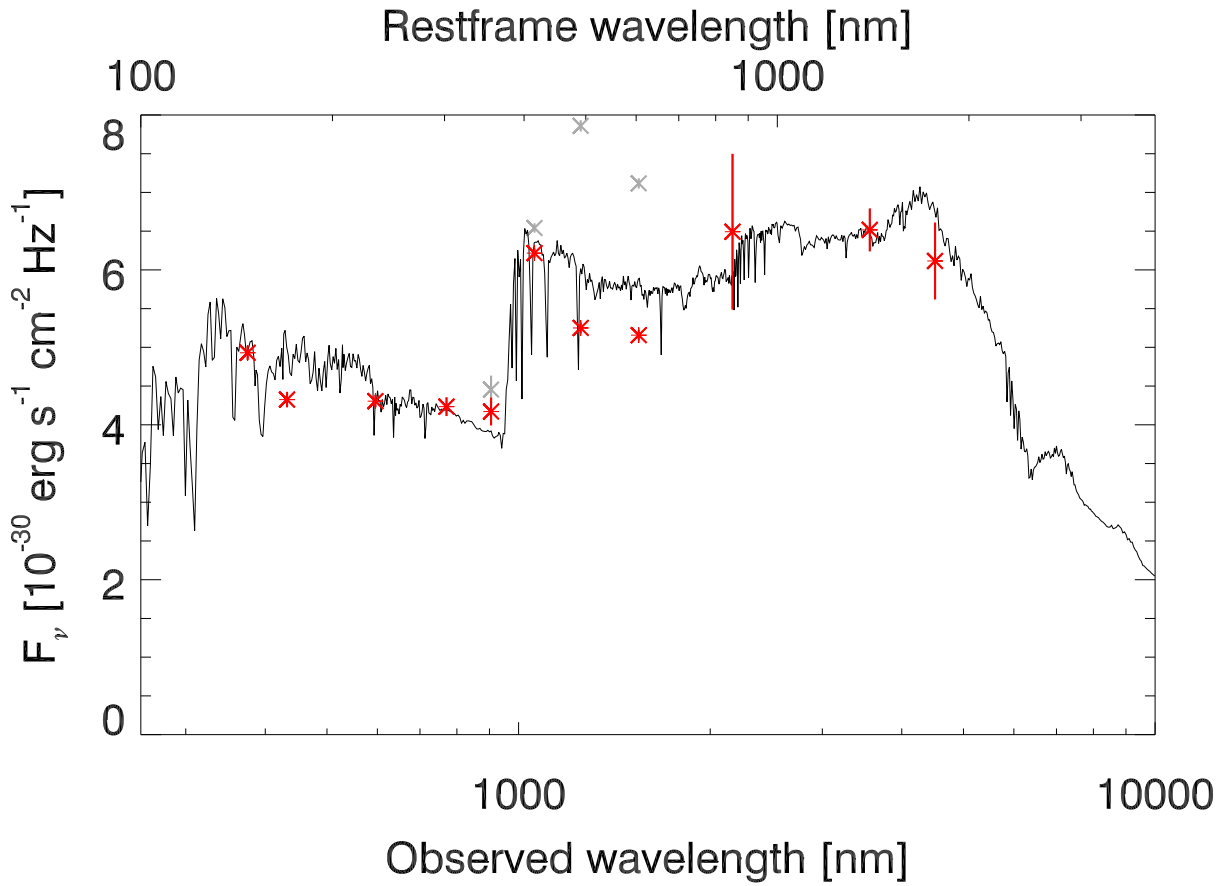 Restframe wavelength [nm]
100 1000
8
6
4
2
0
F_ν [10^-30 erg s^-1 cm^-2 Hz^-1]
1000 10000
Observed wavelength [nm]